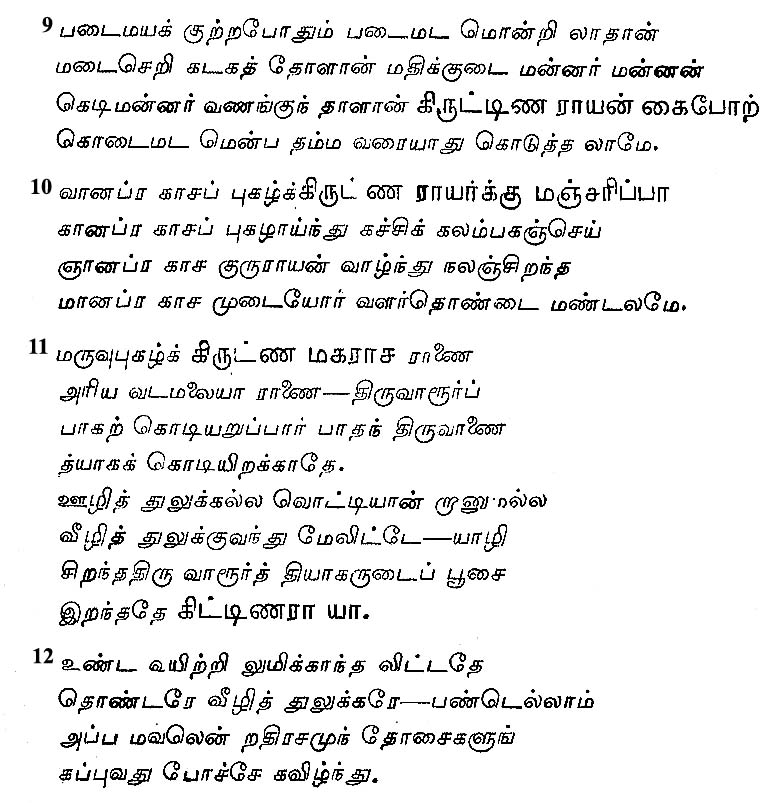 9 படைமயக் குற்றபோதும் படைமட மொன்றி லாதான்
மடைசெறி கடகத் தோளான் மதிக்குடை மன்னர் மன்னன்
கெடிமன்னர் வணங்குந் தாளான் கிருட்டிண ராயன் கைபோற்
கொடைமட மென்ப தம்ம வரையாது கொடுத்த லாமே.
10 வானப்ர காசப் புகழ்க்கிருட் ண ராயர்க்கு மஞ்சரிப்பா
கானப்ர காசப் புகழாய்ந்து கச்சிக் கலம்பகஞ்செய்
ஞானப்ர காச குருராயன் வாழ்ந்து நலஞ்சிறந்த
மானப்ர காச முடையோர் வளர்தொண்டை மண்டலமே.
11 மருவுபுகழ்க் கிருட்ண மகராச ராணை
அரிய வடமலையா ராணை—திருவாரூர்ப்
பாகற் கொடியறுப்பார் பாதந் திருவாணை
த்யாகக் கொடியிறக்காதே.
ஊழித் துலுக்கல்ல வொட்டியான்
வீழித் துலுக்குவந்து மேலிட்டே—யாழி
சிறந்ததிரு வாரூர்த் தியாகருடைப் பூசை
இறந்ததே கிட்டிணரா யா.
12 உண்ட வயிற்றி லுமிக்காந்த லிட்டதே
தொண்டரே வீழித் துலுக்கரே—பண்டெல்லாம்
அப்ப மவலென் றதிரசமுந் தோசைகளுங்
கப்புவது போச்சே கவிழ்ந்து.